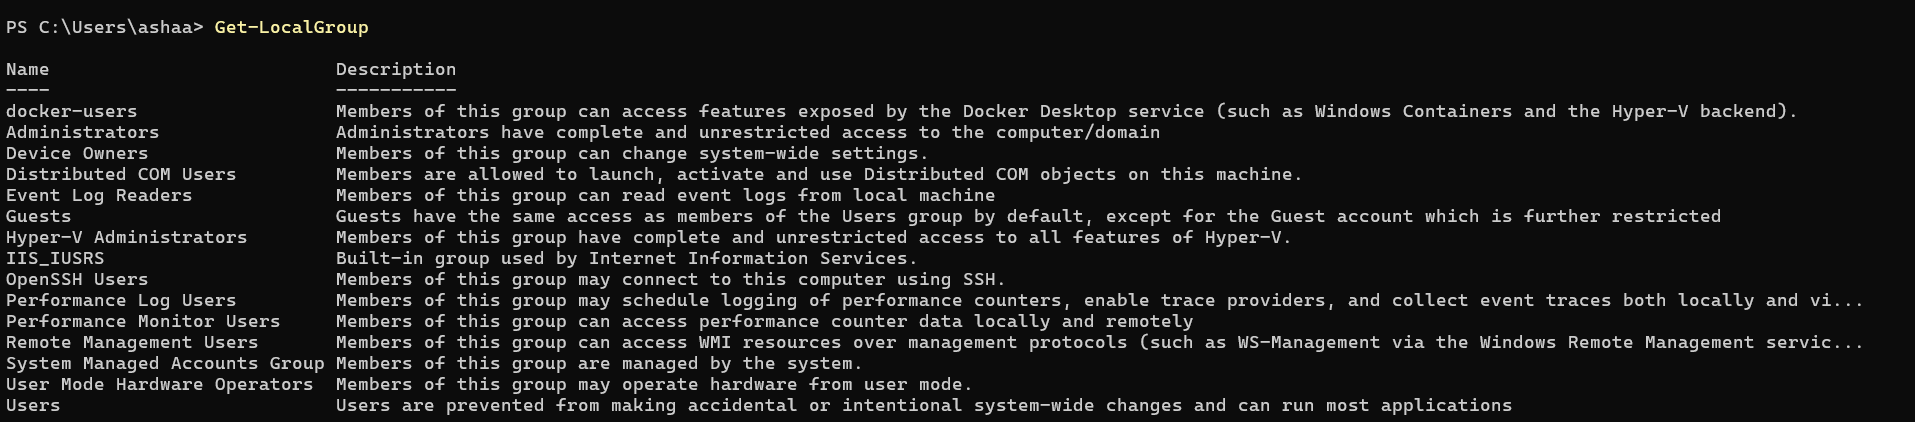 PS C:\Users\ashaa> Get-LocalGroup
Name Description
---- -----------
docker-users Members of this group can access features exposed by the Docker Desktop service (such as Windows Containers and the Hyper-V backend).
Administrators Administrators have complete and unrestricted access to the computer/domain
Device Owners Members of this group can change system-wide settings.
Distributed COM Users Members are allowed to launch, activate and use Distributed COM objects on this machine.
Event Log Readers Members of this group can read event logs from local machine
Guests Guests have the same access as members of the Users group by default, except for the Guest account which is further restricted
Hyper-V Administrators Members of this group have complete and unrestricted access to all features of Hyper-V.
IIS_IUSRS Built-in group used by Internet Information Services.
OpenSSH Users Members of this group may connect to this computer using SSH.
Performance Log Users Members of this group may schedule logging of performance counters, enable trace providers, and collect event traces both locally and vi...
Performance Monitor Users Members of this group can access performance counter data locally and remotely
Remote Management Users Members of this group can access WMI resources over management protocols (such as WS-Management via the Windows Remote Management servic...
System Managed Accounts Group Members of this group are managed by the system.
User Mode Hardware Operators Members of this group may operate hardware from user mode.
Users Users are prevented from making accidental or intentional system-wide changes and can run most applications